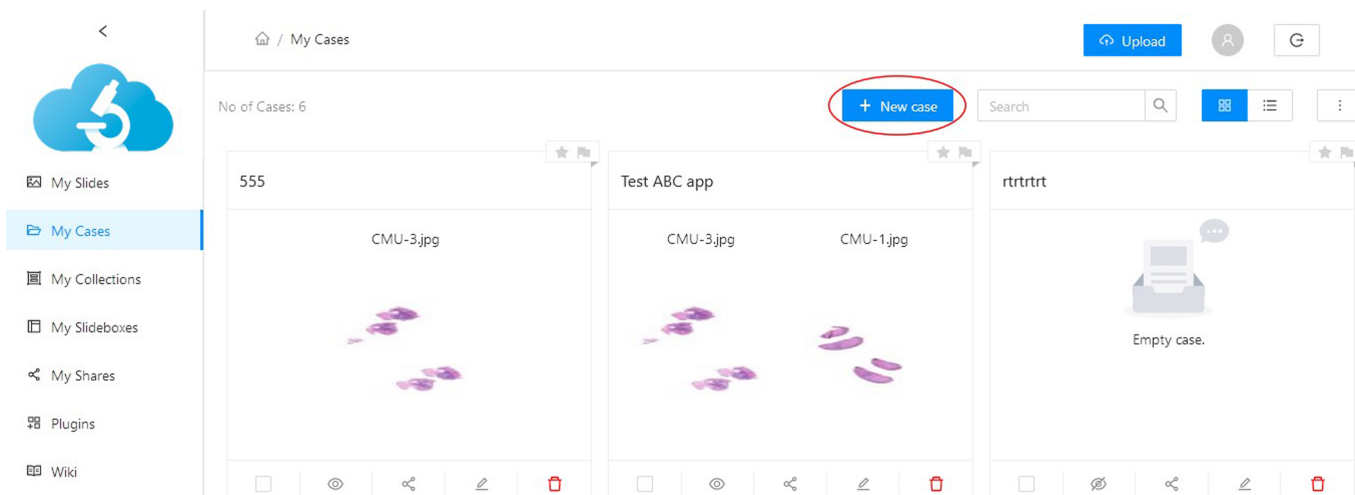 / My Cases
Upload
No of Cases: 6
+ New case
Search
My Slides
My Cases
My Collections
My Slideboxes
My Shares
Plugins
Wiki
555
CMU-3.jpg
Test ABC app
CMU-3.jpg
CMU-1.jpg
rtrtrtrt
Empty case.